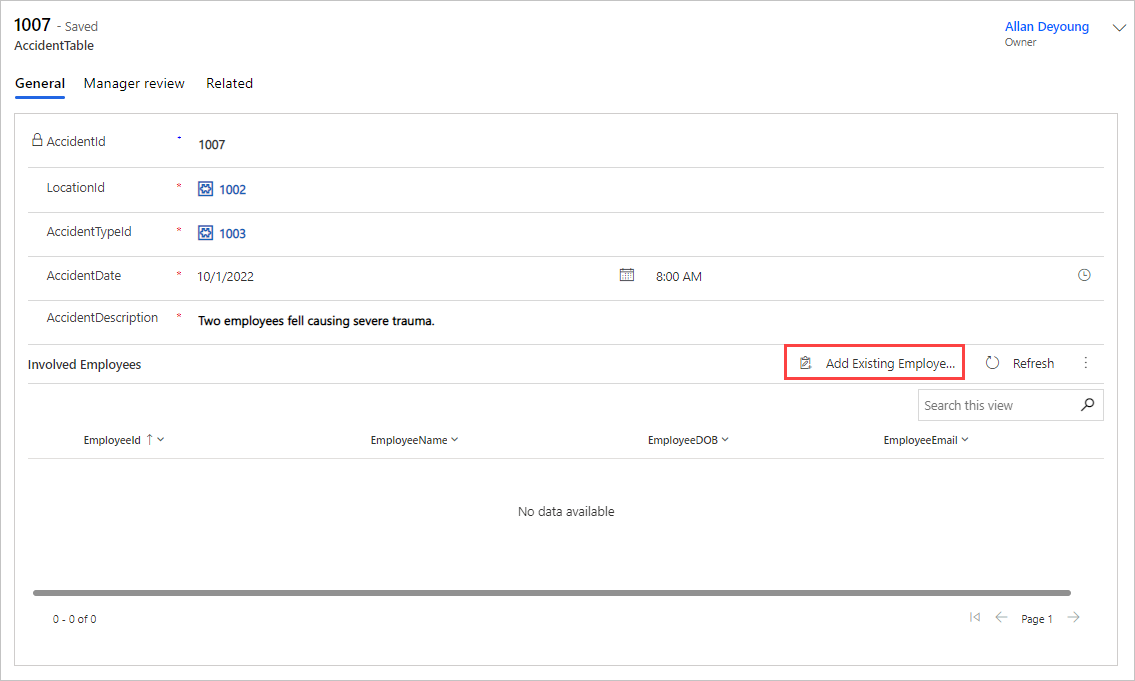 1007 - Saved
AccidentTable
Allan Deyoung
Owner
General Manager review Related
AccidentId * 1007
LocationId * 1002
AccidentTypeId * 1003
AccidentDate * 10/1/2022 8:00 AM
AccidentDescription * Two employees fell causing severe trauma.
Involved Employees Add Existing Employe... Refresh
Search this view
EmployeeId EmployeeName EmployeeDOB EmployeeEmail
No data available
0 - 0 of 0 Page 1